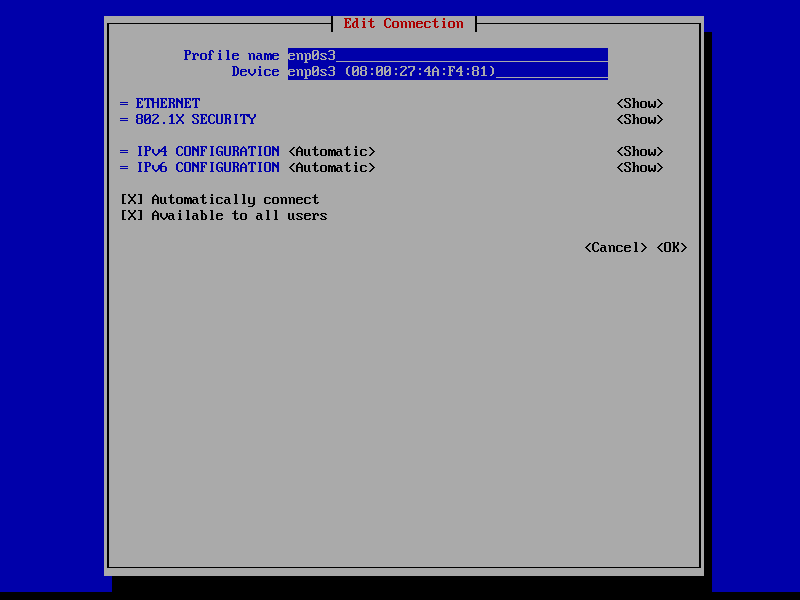 Edit Connection
Profile name enp0s3
Device enp0s3 (08:00:27:4A:F4:81)
= ETHERNET <Show>
= 802.1X SECURITY <Show>
= IPv4 CONFIGURATION <Automatic> <Show>
= IPv6 CONFIGURATION <Automatic> <Show>
[X] Automatically connect
[X] Available to all users
<Cancel> <OK>